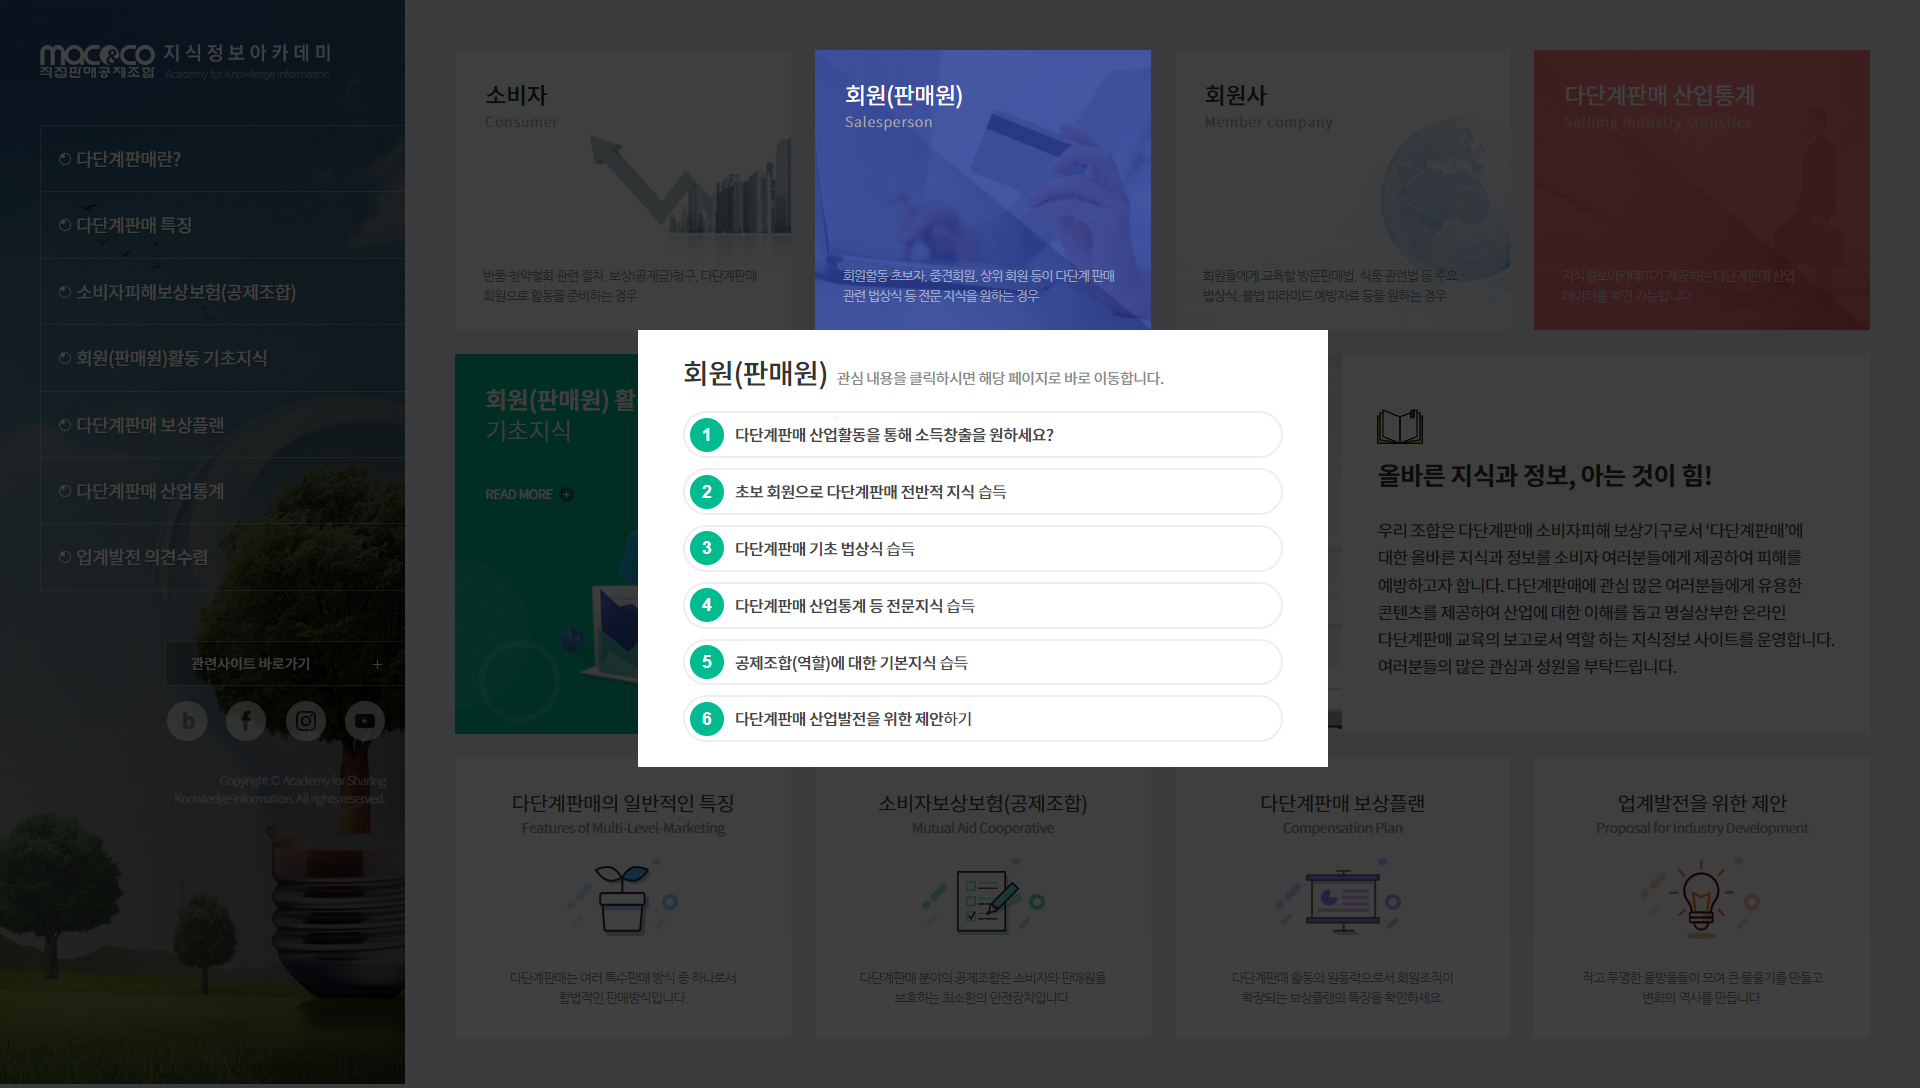 mac&co 지식정보아카데미
직접판매공제조합 Academy for Knowledge Information
다단계판매란?
다단계판매 특징
소비자피해보상보험(공제조합)
회원(판매원)활동 기초지식
다단계판매 보상플랜
다단계판매 산업통계
업계발전 의견수렴
관련사이트 바로가기 +
b f
Copyright © Academy for Sharing
Knowledge Information. All rights reserved.
소비자
Consumer
반품·청약철회 관련 절차, 보상(공제금)청구, 다단계판매
회원으로 활동을 준비하는 경우
회원(판매원)
Salesperson
회원활동 초보자, 중견회원, 상위 회원 등이 다단계 판매
관련 법상식 등 전문 지식을 원하는 경우
회원사
Member company
회원들에게 교육할 방문판매법, 식품 관련법 등 주요
법상식, 불법 피라미드 예방자료 등을 원하는 경우
다단계판매 산업통계
Selling industry statistics
지식정보아카데미가 제공하는 다단계판매 산업
데이터를 확인 가능합니다.
회원(판매원) 활
기초지식
READ MORE +
회원(판매원) 관심 내용을 클릭하시면 해당 페이지로 바로 이동합니다.
1 다단계판매 산업활동을 통해 소득창출을 원하세요?
2 초보 회원으로 다단계판매 전반적 지식 습득
3 다단계판매 기초 법상식 습득
4 다단계판매 산업통계 등 전문지식 습득
5 공제조합(역할)에 대한 기본지식 습득
6 다단계판매 산업발전을 위한 제안하기
올바른 지식과 정보, 아는 것이 힘!
우리 조합은 다단계판매 소비자피해 보상기구로서 ‘다단계판매’에
대한 올바른 지식과 정보를 소비자 여러분들에게 제공하여 피해를
예방하고자 합니다. 다단계판매에 관심 많은 여러분들에게 유용한
콘텐츠를 제공하여 산업에 대한 이해를 돕고 명실상부한 온라인
다단계판매 교육의 보고로서 역할 하는 지식정보 사이트를 운영합니다.
여러분들의 많은 관심과 성원을 부탁드립니다.
다단계판매의 일반적인 특징
Features of Multi-Level-Marketing
다단계판매는 여러 특수판매 방식 중 하나로서
합법적인 판매방식입니다.
소비자보상보험(공제조합)
Mutual Aid Cooperative
다단계판매 분야의 공제조합은 소비자와 판매원을
보호하는 최소한의 안전장치입니다.
다단계판매 보상플랜
Compensation Plan
다단계판매 활동의 원동력으로서 회원조직이
확장되는 보상플랜의 특징을 확인하세요.
업계발전을 위한 제안
Proposal for Industry Development
작고 투명한 물방울들이 모여 큰 물줄기를 만들고
변화의 역사를 만듭니다.